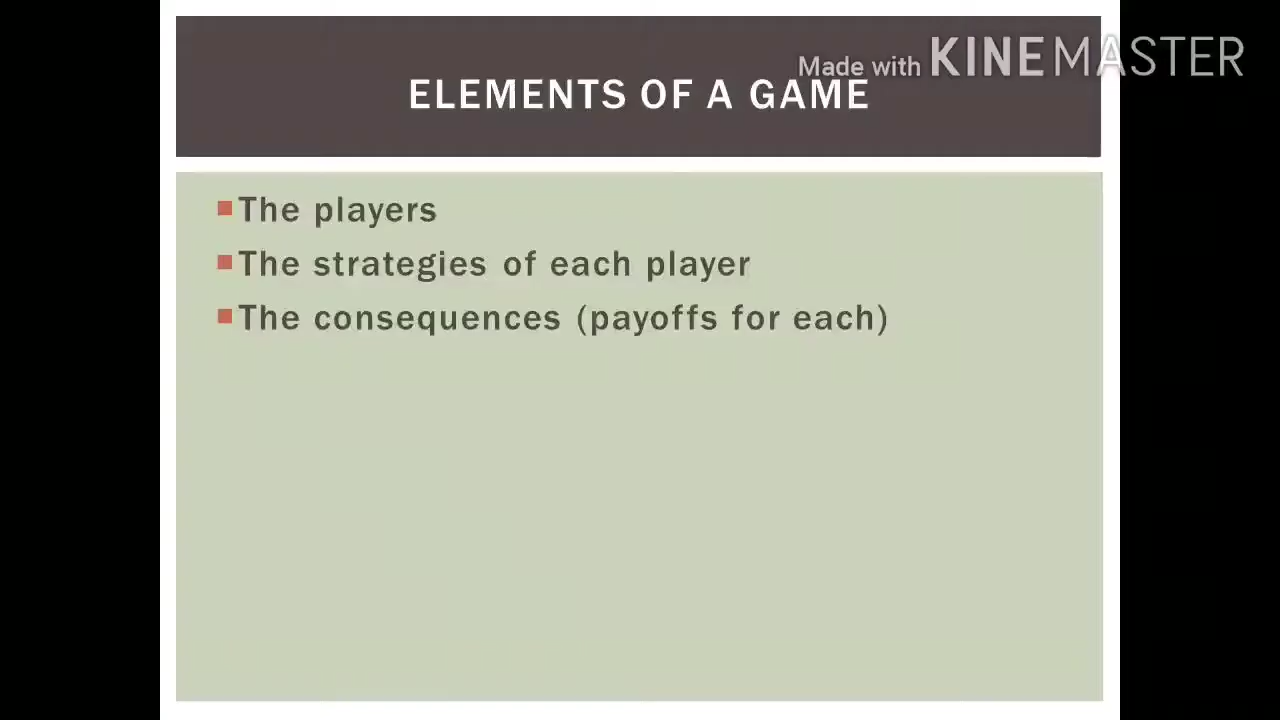 Made with KINEMASTER
ELEMENTS OF A GAME
The players
The strategies of each player
The consequences (payoffs for each)